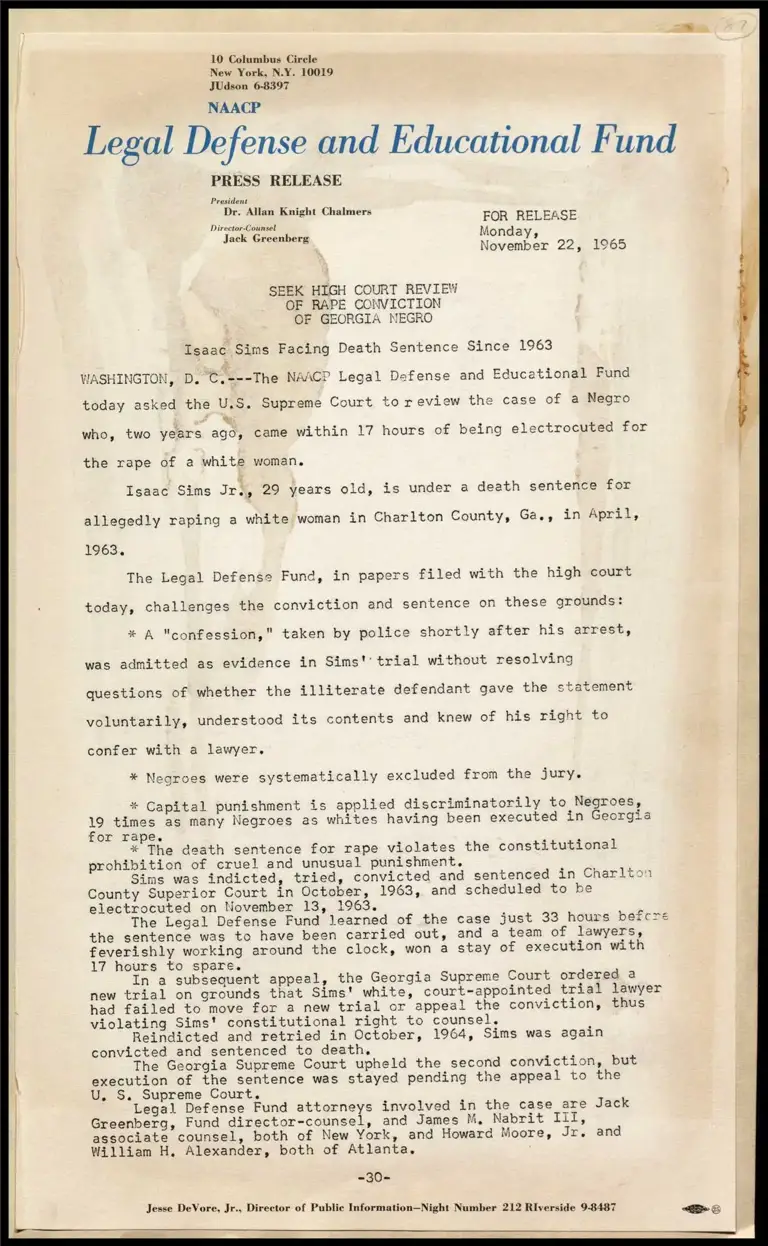 10 Columbus Circle
New York, N.Y. 10019
JUdson 6-8397
NAACP
Legal Defense and Educational Fund
PRESS RELEASE
President
Dr. Allan Knight Chalmers
Director-Counsel
Jack Greenberg
FOR RELEASE
Monday,
November 22, 1965
SEEK HIGH COURT REVIEW
OF RAPE CONVICTION
OF GEORGIA NEGRO
Isaac Sims Facing Death Sentence Since 1963
WASHINGTON, D. C.---The NAACP Legal Defense and Educational Fund
today asked the U.S. Supreme Court to r eview the case of a Negro
who, two years ago, came within 17 hours of being electrocuted for
the rape of a white woman.
Isaac Sims Jr., 29 years old, is under a death sentence for
allegedly raping a white woman in Charlton County, Ga., in April,
1963.
The Legal Defense Fund, in papers filed with the high court
today, challenges the conviction and sentence on these grounds:
* A "confession," taken by police shortly after his arrest,
was admitted as evidence in Sims' trial without resolving
questions of whether the illiterate defendant gave the statement
voluntarily, understood its contents and knew of his right to
confer with a lawyer.
* Negroes were systematically excluded from the jury.
* Capital punishment is applied discriminatorily to Negroes,
19 times as many Negroes as whites having been executed in Georgia
for rape.
* The death sentence for rape violates the constitutional
prohibition of cruel and unusual punishment.
Sims was indicted, tried, convicted and sentenced in Charlton
County Superior Court in October, 1963, and scheduled to be
electrocuted on November 13, 1963.
The Legal Defense Fund learned of the case just 33 hours before
the sentence was to have been carried out, and a team of lawyers,
feverishly working around the clock, won a stay of execution with
17 hours to spare.
In a subsequent appeal, the Georgia Supreme Court ordered a
new trial on grounds that Sims' white, court-appointed trial lawyer
had failed to move for a new trial or appeal the conviction, thus
violating Sims' constitutional right to counsel.
Reindicted and retried in October, 1964, Sims was again
convicted and sentenced to death.
The Georgia Supreme Court upheld the second conviction, but
execution of the sentence was stayed pending the appeal to the
U. S. Supreme Court.
Legal Defense Fund attorneys involved in the case are Jack
Greenberg, Fund director-counsel, and James M. Nabrit III,
associate counsel, both of New York, and Howard Moore, Jr. and
William H. Alexander, both of Atlanta.
-30-
Jesse DeVore, Jr., Director of Public Information—Night Number 212 RIverside 9-8487